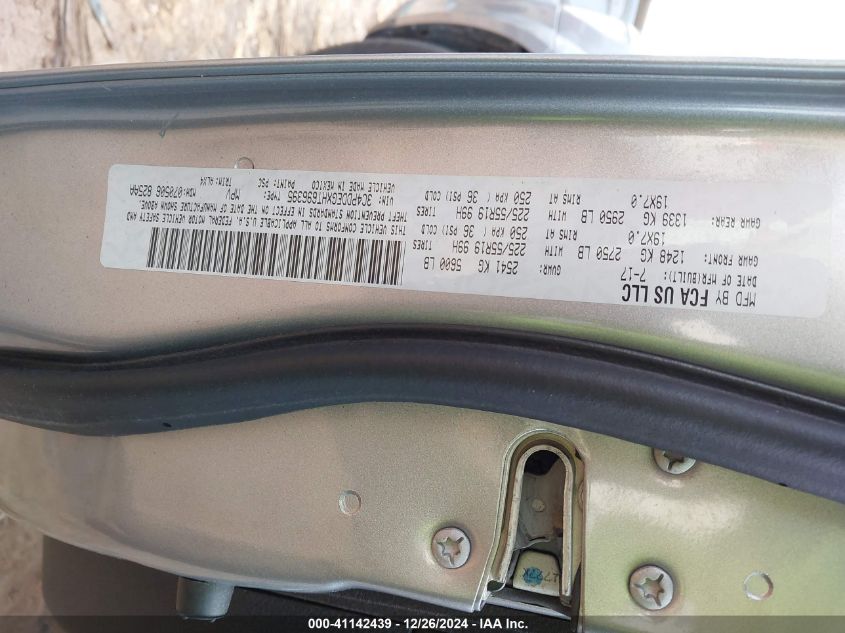 MFD BY FCA US LLC
DATE OF MFR(BUILT): 7-17
GVWR: 2541 KG 5600 LB
GAWR FRONT: 1248 KG 2750 LB WITH 225/55R19 99H TIRES
19X7.0 RIMS AT 250 KPA ( 36 PSI) COLD
GAWR REAR: 1339 KG 2950 LB WITH 225/55R19 99H TIRES
19X7.0 RIMS AT 250 KPA ( 36 PSI) COLD
THIS VEHICLE CONFORMS TO ALL APPLICABLE U.S.A. FEDERAL MOTOR VEHICLE SAFETY AND
THEFT PREVENTION STANDARDS IN EFFECT ON THE DATE OF MANUFACTURE SHOWN ABOVE.
VIN: 3C4PDDEGXHT696395 TYPE: MPV MDH:070506 825AA
VEHICLE MADE IN MEXICO PAINT: PSC TRIM:ALX4
000-41142439 - 12/26/2024 - IAA Inc.